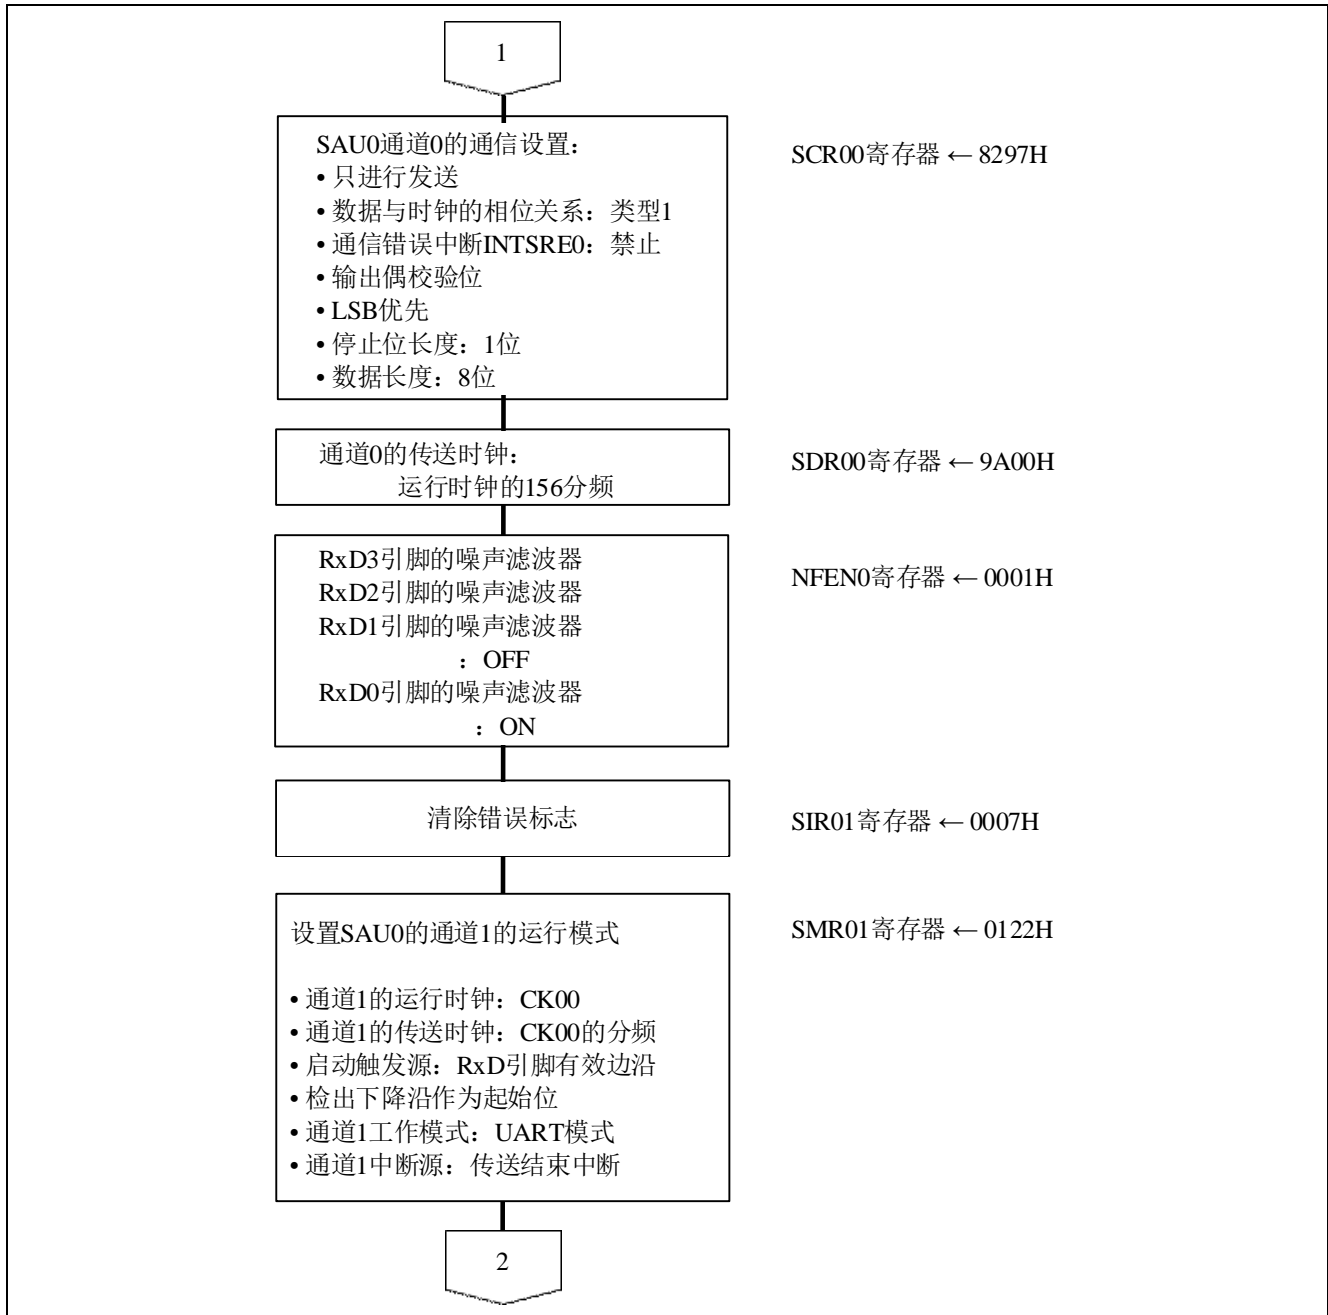 1
SAU0通道0的通信设置：
SCR00寄存器 ← 8297H
• 只进行发送
• 数据与时钟的相位关系：类型1
• 通信错误中断INTSRE0：禁止
• 输出偶校验位
• LSB优先
• 停止位长度：1位
• 数据长度：8位
通道0的传送时钟：
运行时钟的156分频
SDR00寄存器 ← 9A00H
RxD3引脚的噪声滤波器
RxD2引脚的噪声滤波器
RxD1引脚的噪声滤波器
：OFF
RxD0引脚的噪声滤波器
：ON
NFEN0寄存器 ← 0001H
清除错误标志
SIR01寄存器 ← 0007H
设置SAU0的通道1的运行模式
SMR01寄存器 ← 0122H
• 通道1的运行时钟：CK00
• 通道1的传送时钟：CK00的分频
• 启动触发源：RxD引脚有效边沿
• 检出下降沿作为起始位
• 通道1工作模式：UART模式
• 通道1中断源：传送结束中断
2